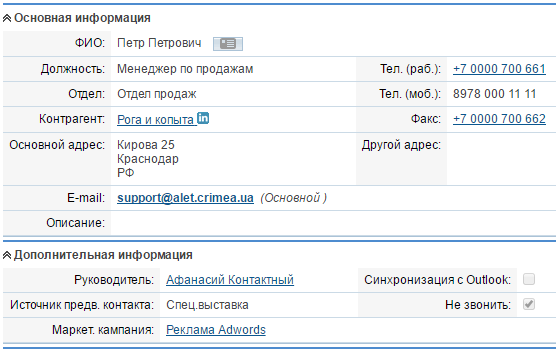 Основная информация
ФИО: Петр Петрович
Должность: Менеджер по продажам Тел. (раб.): +7 0000 700 661
Отдел: Отдел продаж Тел. (моб.): 8978 000 11 11
Контрагент: Рога и копыта in Факс: +7 0000 700 662
Основной адрес: Кирова 25 Другой адрес:
Краснодар
РФ
E-mail: support@alet.crimea.ua (Основной )
Описание:
Дополнительная информация
Руководитель: Афанасий Контактный Синхронизация с Outlook:
Источник предв. контакта: Спец.выставка Не звонить:
Маркет. кампания: Реклама Adwords